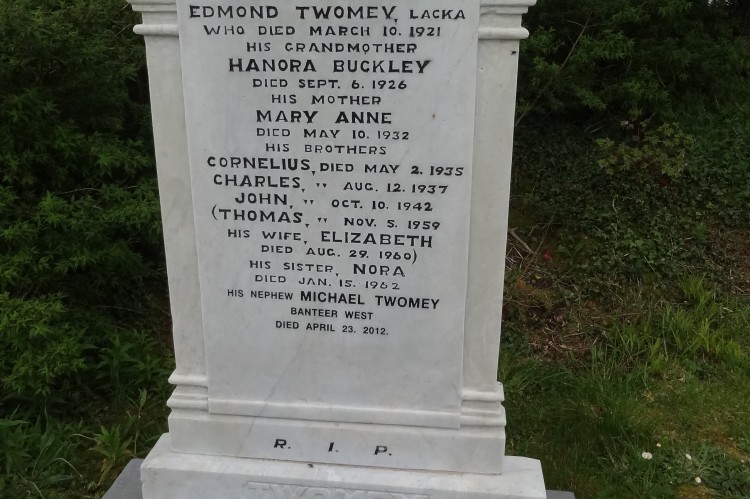 EDMOND TWOMEY, LACKA
WHO DIED MARCH 10. 1921
HIS GRANDMOTHER
HANORA BUCKLEY
DIED SEPT. 6. 1926
HIS MOTHER
MARY ANNE
DIED MAY 10. 1932
HIS BROTHERS
CORNELIUS, DIED MAY 2. 1935
CHARLES, " AUG. 12. 1937
JOHN, " OCT. 10. 1942
(THOMAS, " NOV. 5. 1959
HIS WIFE, ELIZABETH
DIED AUG. 29. 1960)
HIS SISTER, NORA
DIED JAN. 15. 1962
HIS NEPHEW MICHAEL TWOMEY
BANTEER WEST
DIED APRIL 23. 2012.
R. I. P.
TWOMEY